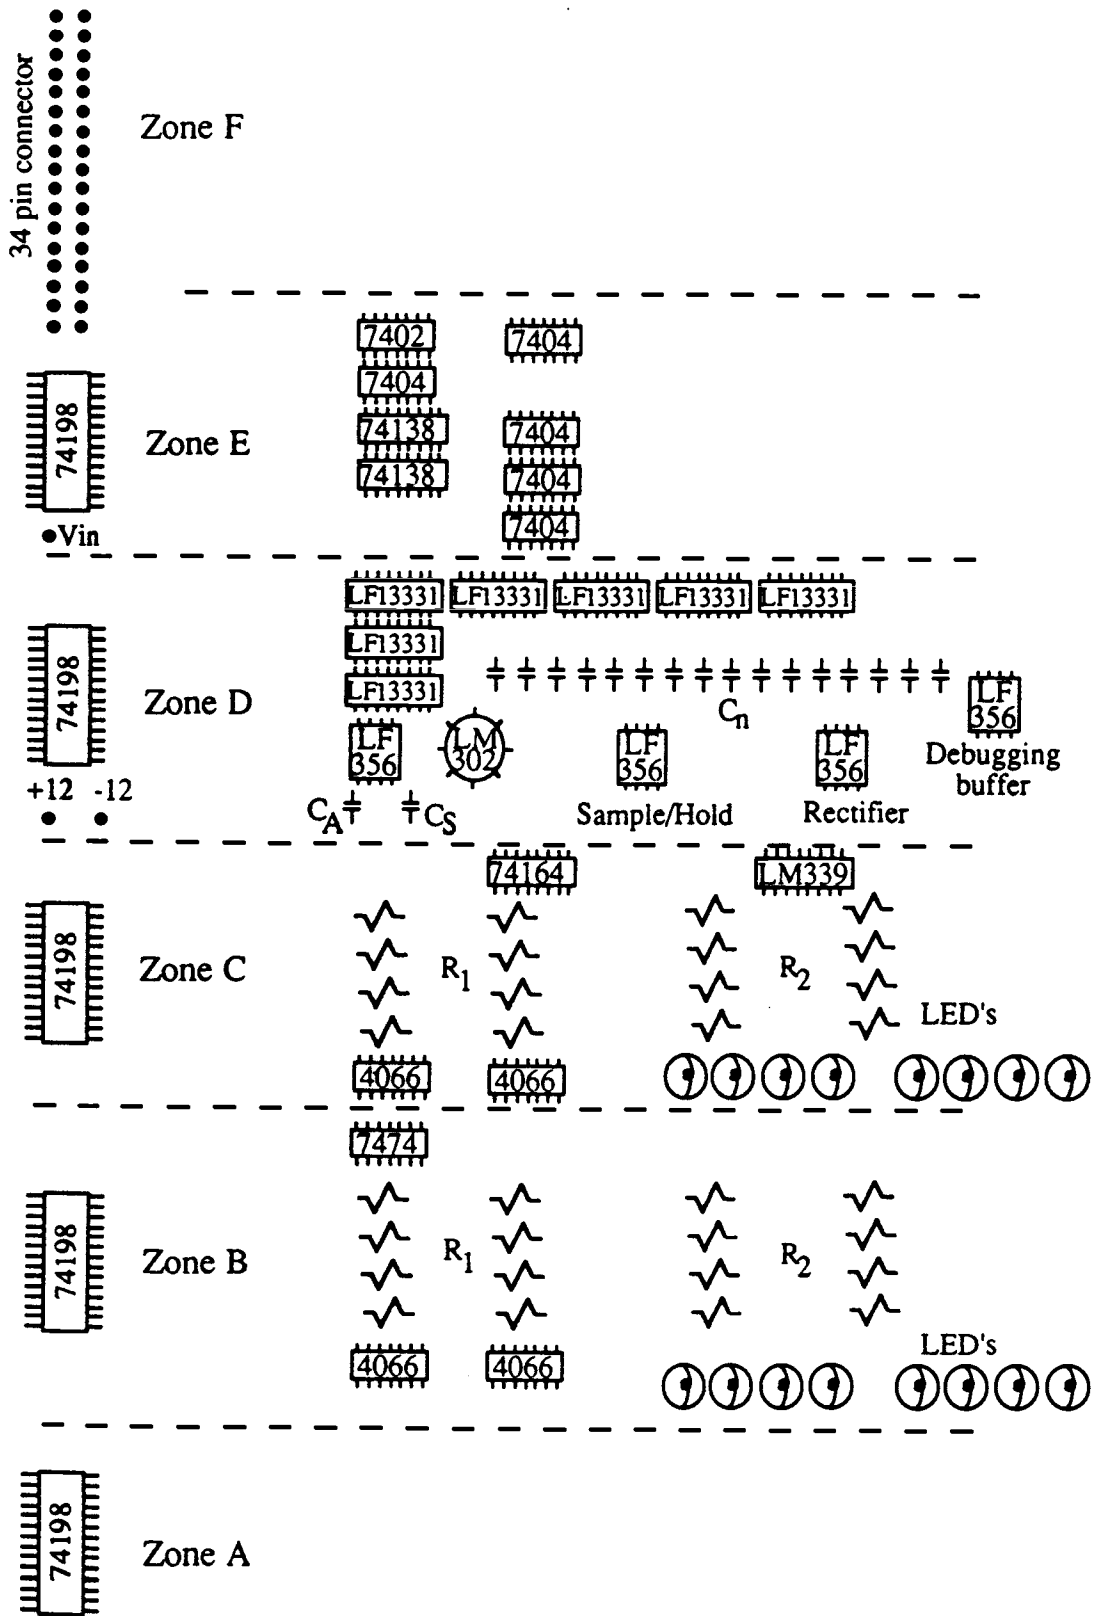 34 pin connector
Zone F
7402
7404
7404
74198
Zone E
74138
7404
74138
7404
7404
Vin
LF13331
LF13331
LF13331
LF13331
LF13331
LF13331
LF13331
74198
Zone D
Cn
LF
356
LM
302
LF
356
LF
356
LF
356
Debugging
buffer
+12
-12
CA
CS
Sample/Hold
Rectifier
74164
LM339
74198
Zone C
R1
R2
LED's
4066
4066
7474
74198
Zone B
R1
R2
LED's
4066
4066
74198
Zone A